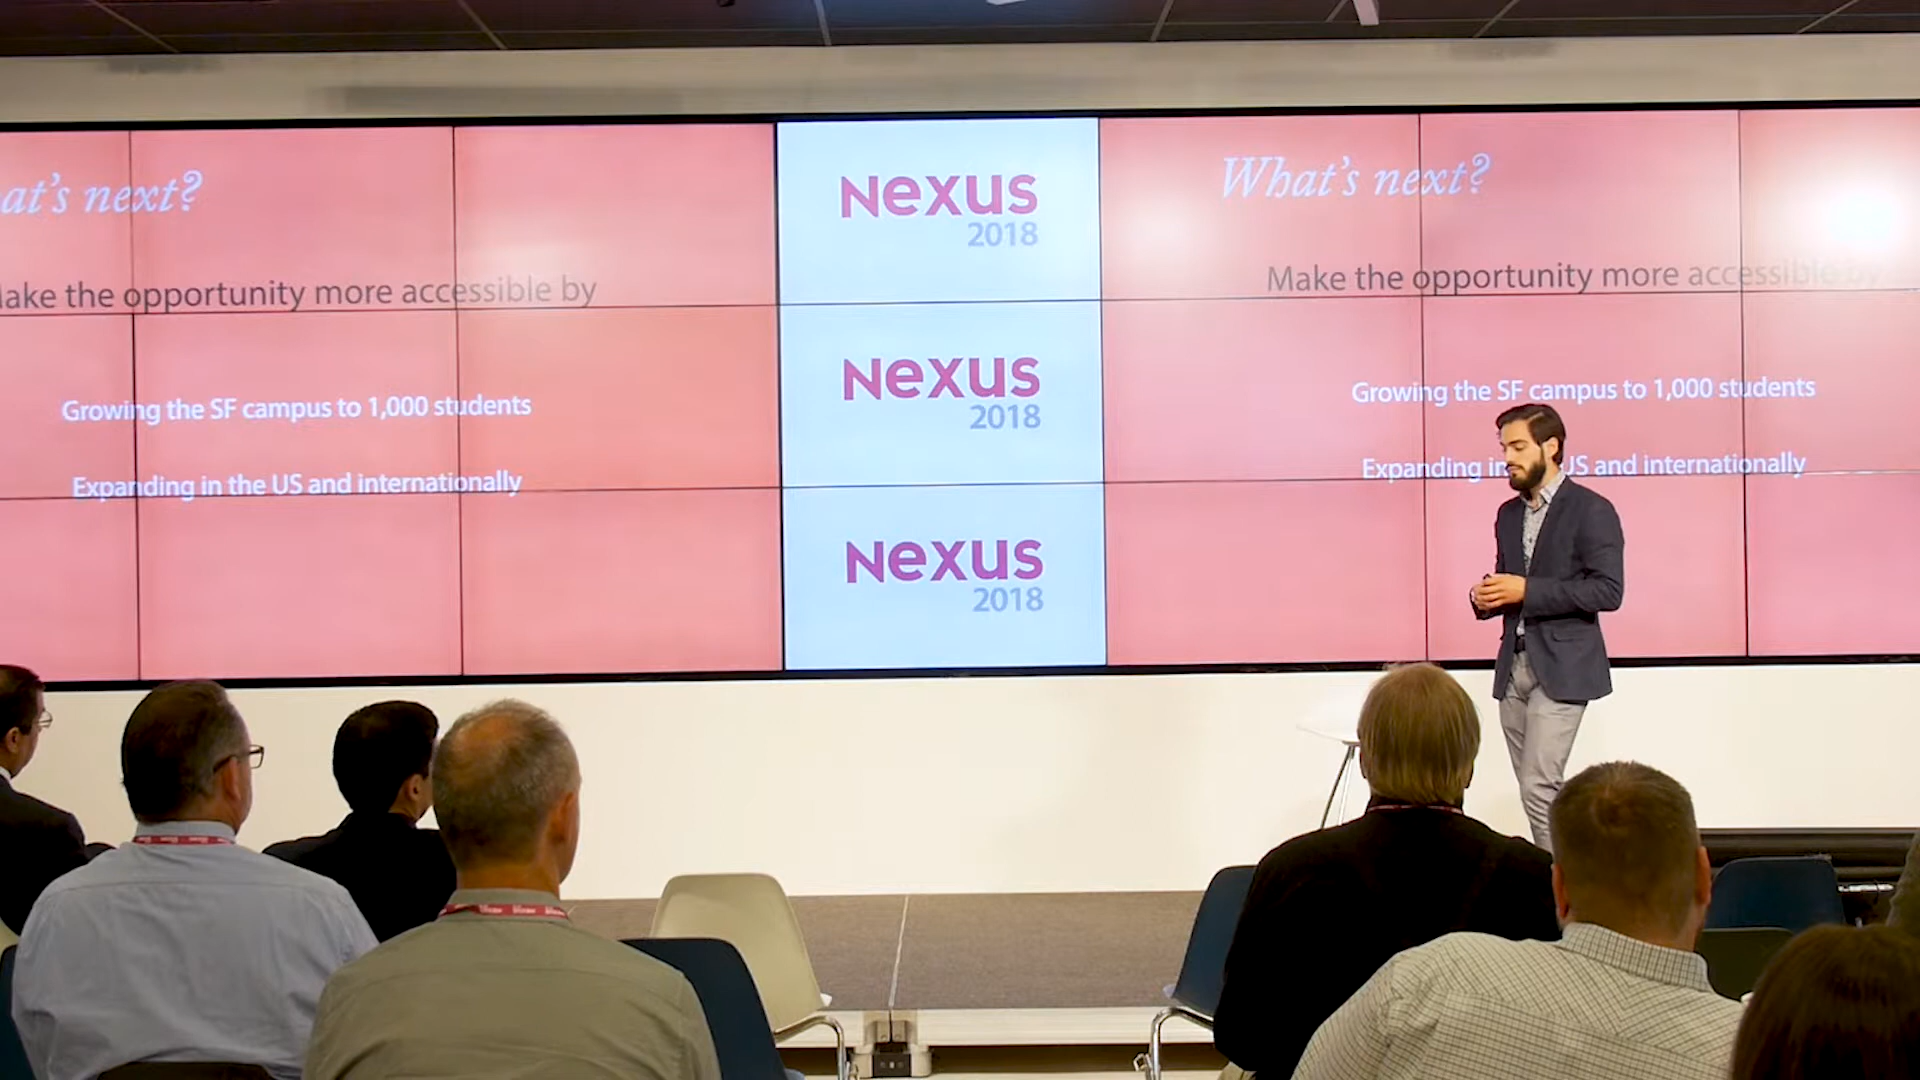 at's next?
ake the opportunity more accessible by
Growing the SF campus to 1,000 students
Expanding in the US and internationally
Nexus
2018
Nexus
2018
Nexus
2018
What's next?
Make the opportunity more accessible by
Growing the SF campus to 1,000 students
Expanding in US and internationally